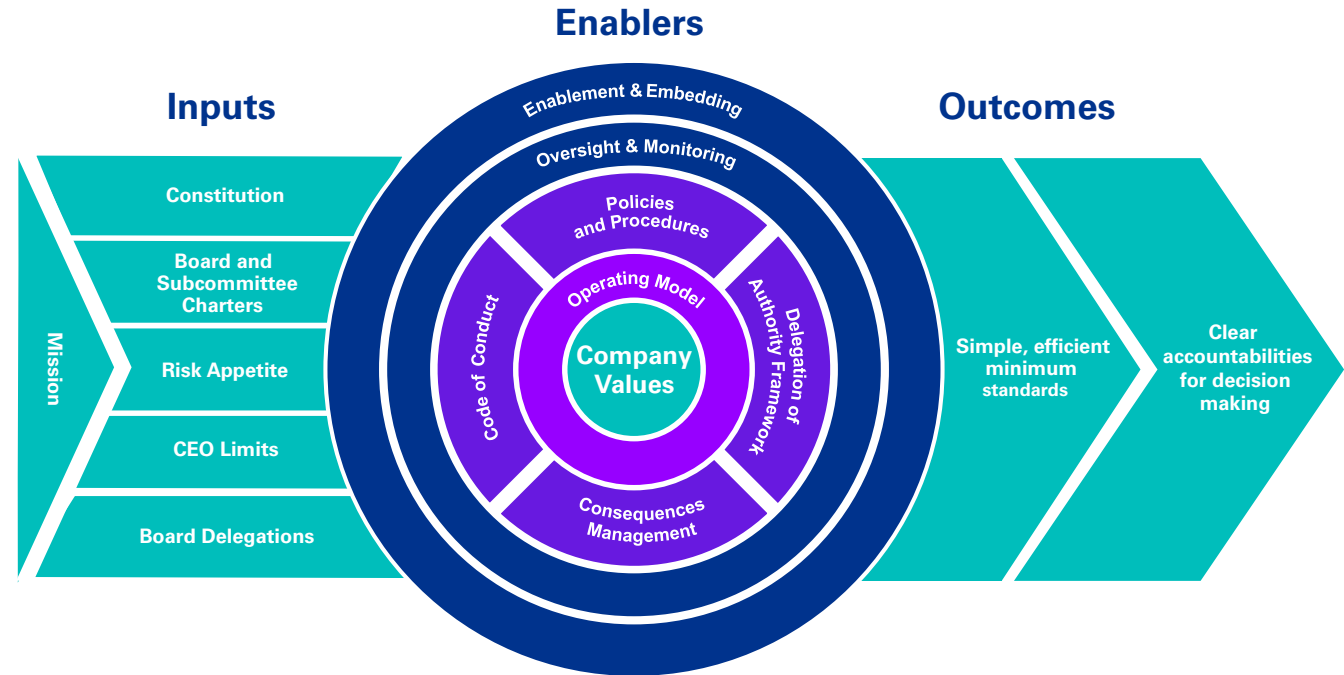 Enablers
Inputs
Outcomes
Mission
Constitution
Board and
Subcommittee
Charters
Risk Appetite
CEO Limits
Board Delegations
Enablement & Embedding
Oversight & Monitoring
Policies
and Procedures
Code of Conduct
Delegation of
Authority Framework
Consequences
Management
Operating Model
Company
Values
Simple, efficient
minimum
standards
Clear
accountabilities
for decision
making